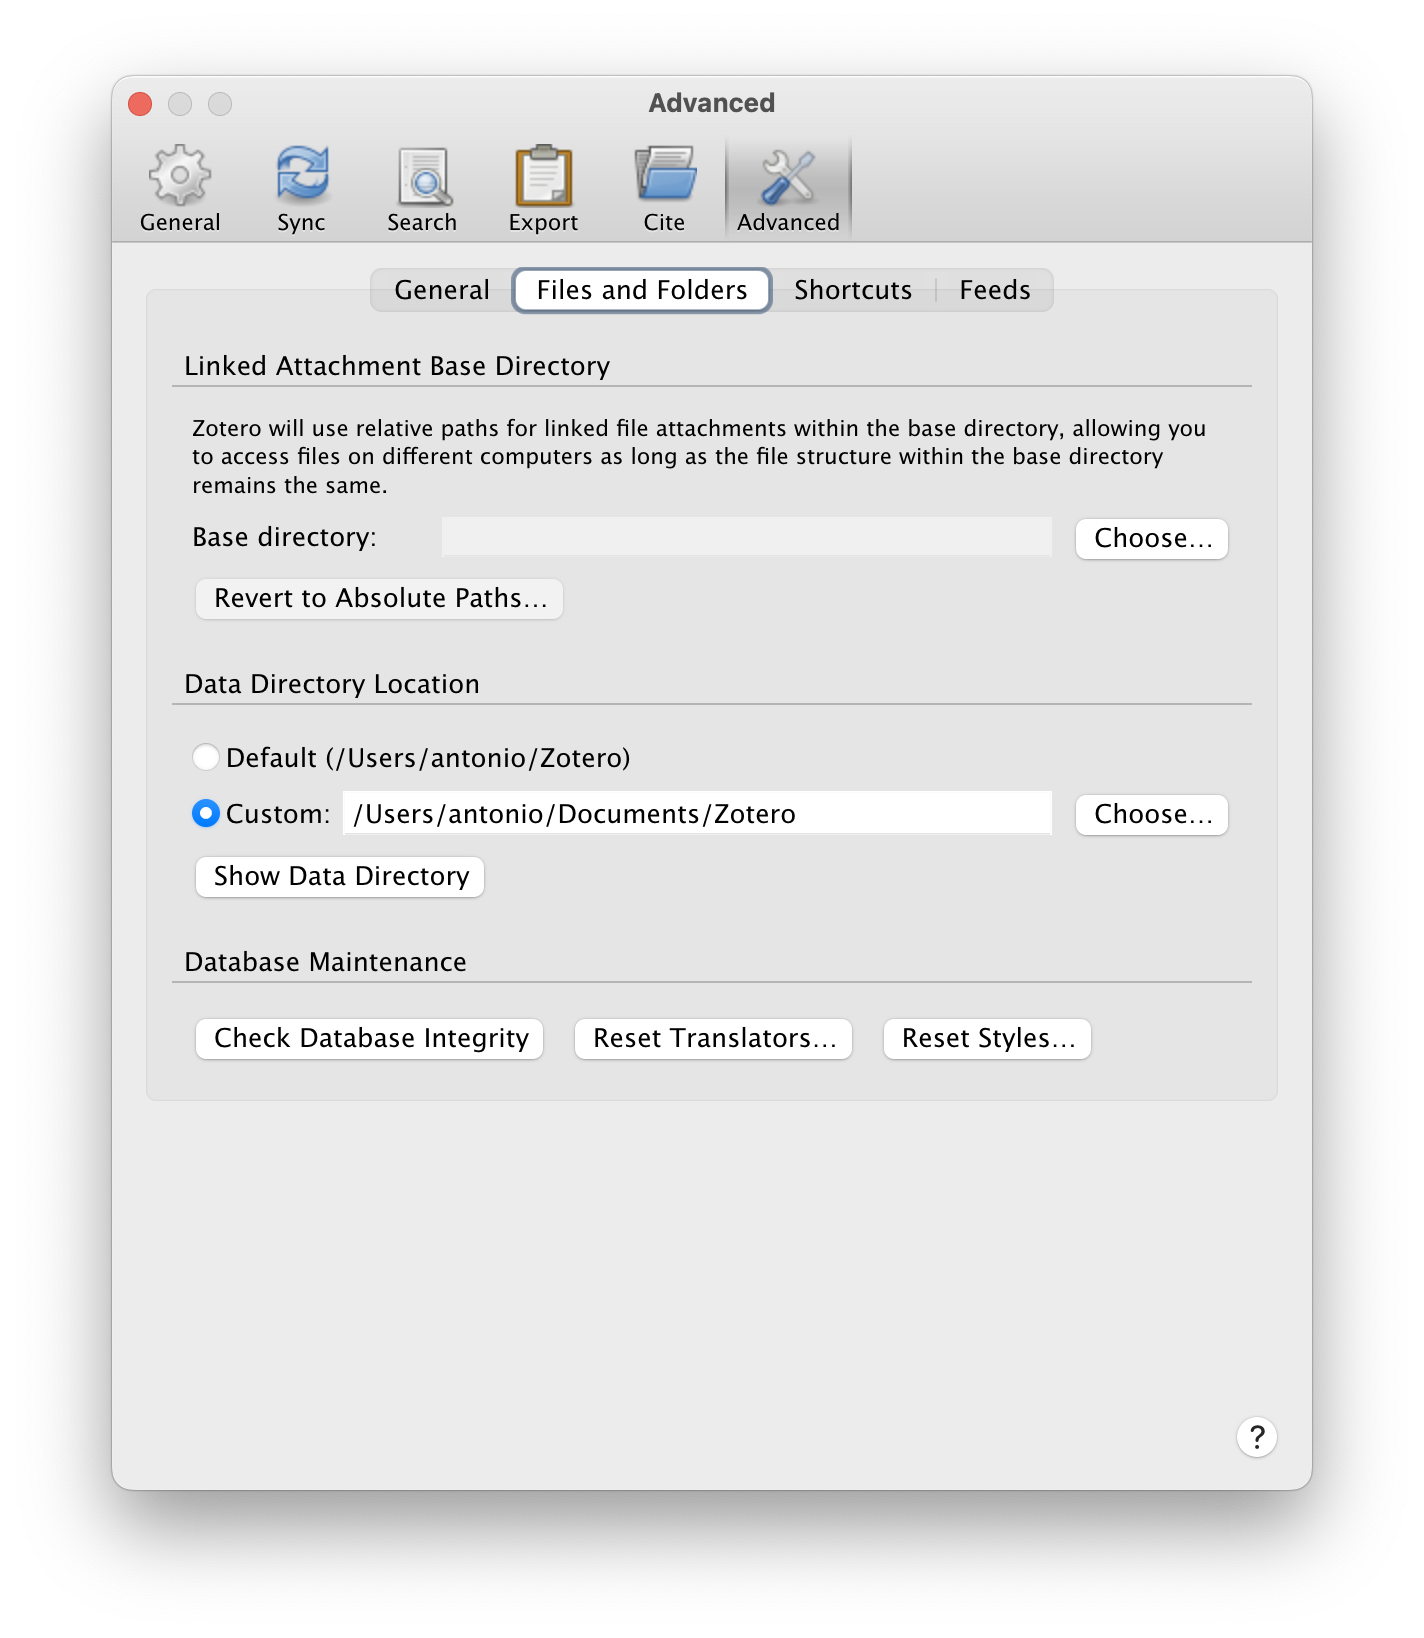 Advanced
General
Sync
Search
Export
Cite
Advanced
General
Files and Folders
Shortcuts
Feeds
Linked Attachment Base Directory
Zotero will use relative paths for linked file attachments within the base directory, allowing you
to access files on different computers as long as the file structure within the base directory
remains the same.
Base directory:
Choose...
Revert to Absolute Paths...
Data Directory Location
Default (/Users/antonio/Zotero)
Custom: /Users/antonio/Documents/Zotero
Choose...
Show Data Directory
Database Maintenance
Check Database Integrity
Reset Translators...
Reset Styles...
?